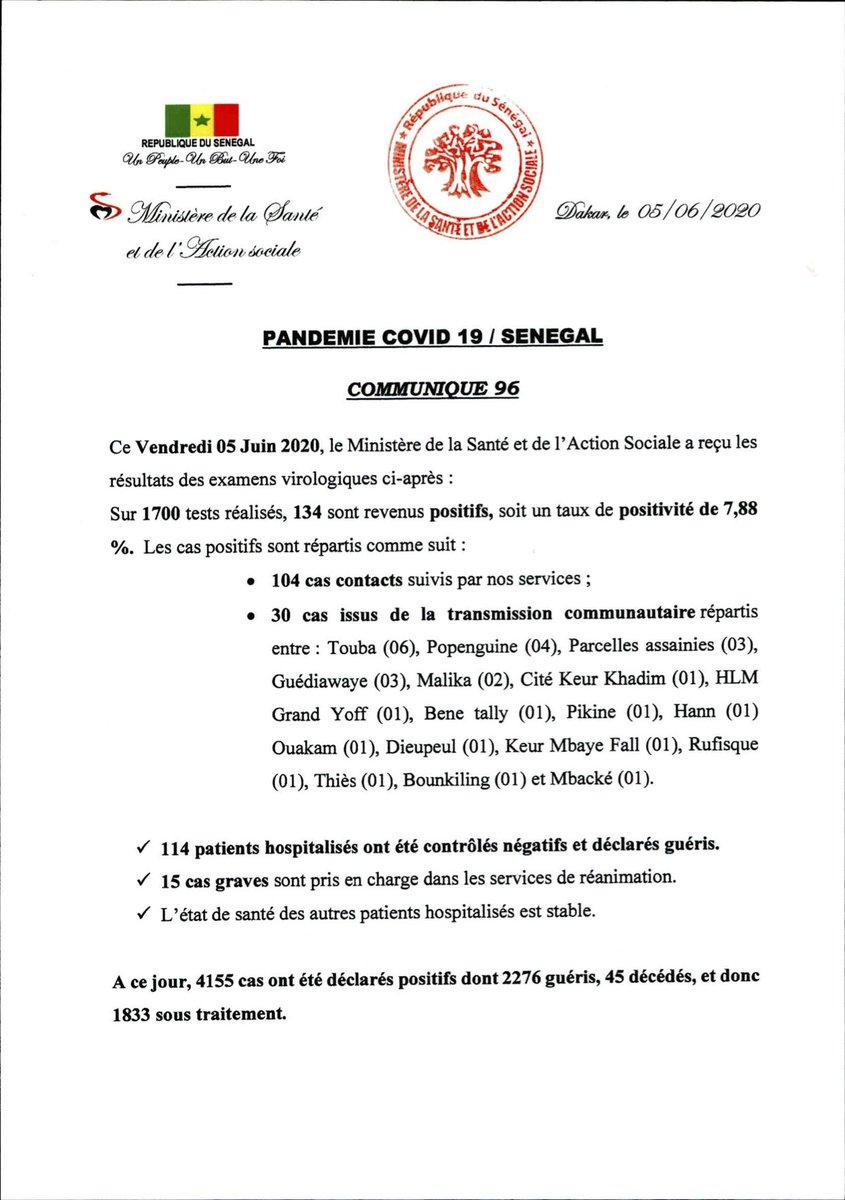 REPUBLIQUE DU SENEGAL
Un Peuple-Un But-Une Foi
Ministère de la Santé
et de l'Action sociale
République du Sénégal
MINISTÈRE DE LA SANTÉ ET DE L'ACTION SOCIALE
Dakar, le 05/06/2020
PANDEMIE COVID 19 / SENEGAL
COMMUNIQUE 96
Ce Vendredi 05 Juin 2020, le Ministère de la Santé et de l'Action Sociale a reçu les
résultats des examens virologiques ci-après :
Sur 1700 tests réalisés, 134 sont revenus positifs, soit un taux de positivité de 7,88
%. Les cas positifs sont répartis comme suit :
• 104 cas contacts suivis par nos services ;
• 30 cas issus de la transmission communautaire répartis
entre : Touba (06), Popenguine (04), Parcelles assainies (03),
Guédiawaye (03), Malika (02), Cité Keur Khadim (01), HLM
Grand Yoff (01), Bene tally (01), Pikine (01), Hann (01)
Ouakam (01), Dieupeul (01), Keur Mbaye Fall (01), Rufisque
(01), Thiès (01), Bounkiling (01) et Mbacké (01).
✓ 114 patients hospitalisés ont été contrôlés négatifs et déclarés guéris.
✓ 15 cas graves sont pris en charge dans les services de réanimation.
✓ L'état de santé des autres patients hospitalisés est stable.
A ce jour, 4155 cas ont été déclarés positifs dont 2276 guéris, 45 décédés, et donc
1833 sous traitement.